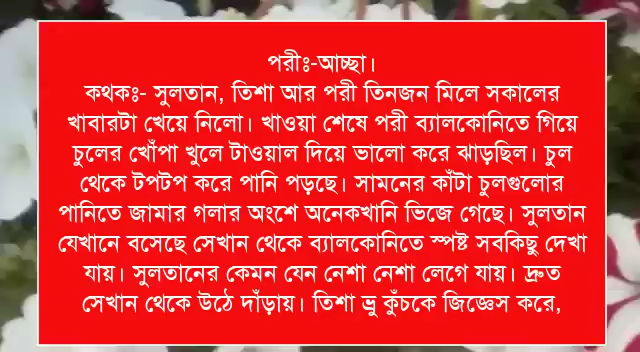 পরীঃ-আচ্ছা।
কথকঃ- সুলতান, তিশা আর পরী তিনজন মিলে সকালের
খাবারটা খেয়ে নিলো। খাওয়া শেষে পরী ব্যালকোনিতে গিয়ে
চুলের খোঁপা খুলে টাওয়াল দিয়ে ভালো করে ঝাড়ছিল। চুল
থেকে টপটপ করে পানি পড়ছে। সামনের কাঁটা চুলগুলোর
পানিতে জামার গলার অংশে অনেকখানি ভিজে গেছে। সুলতান
যেখানে বসেছে সেখান থেকে ব্যালকোনিতে স্পষ্ট সবকিছু দেখা
যায়। সুলতানের কেমন যেন নেশা নেশা লেগে যায়। দ্রুত
সেখান থেকে উঠে দাঁড়ায়। তিশা ভ্রু কুঁচকে জিজ্ঞেস করে,